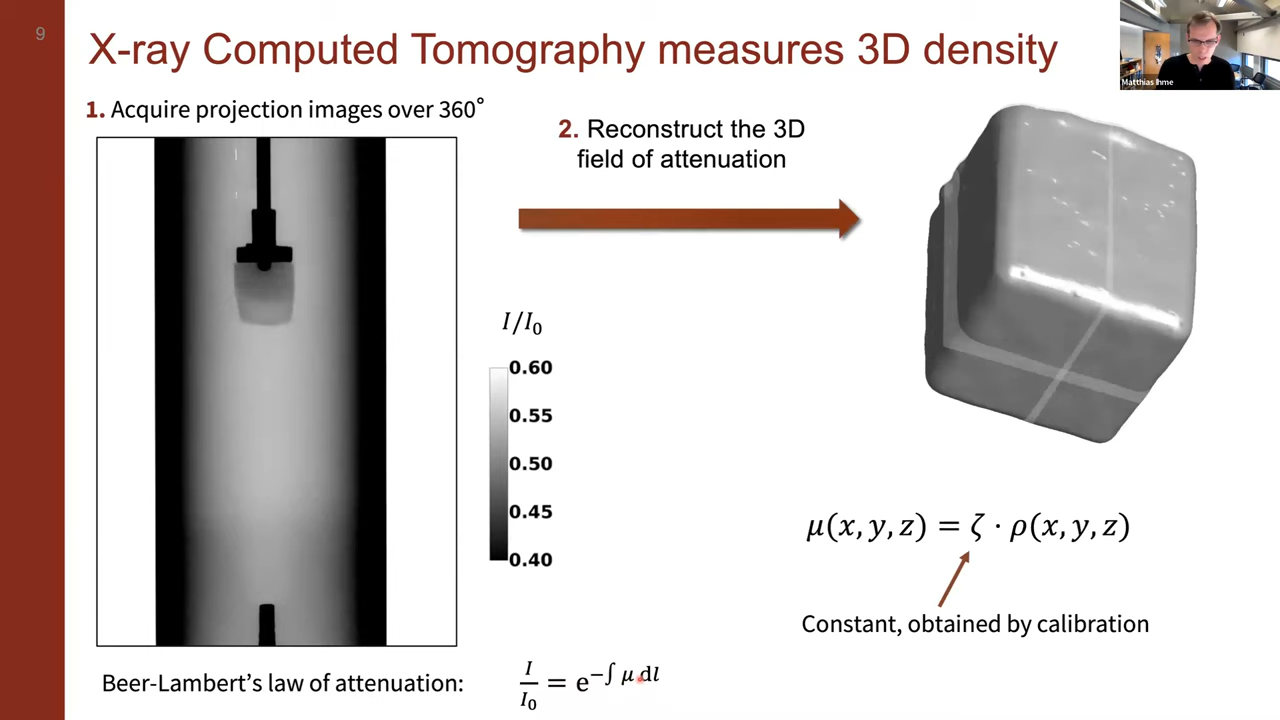 9
X-ray Computed Tomography measures 3D density
Matthias Ihme
1. Acquire projection images over 360°
2. Reconstruct the 3D
field of attenuation
I/I₀
0.60
0.55
0.50
0.45
0.40
μ(x, y, z) = ζ · ρ(x, y, z)
Constant, obtained by calibration
Beer-Lambert's law of attenuation:
I/I₀ = e^{−∫ μ dl}